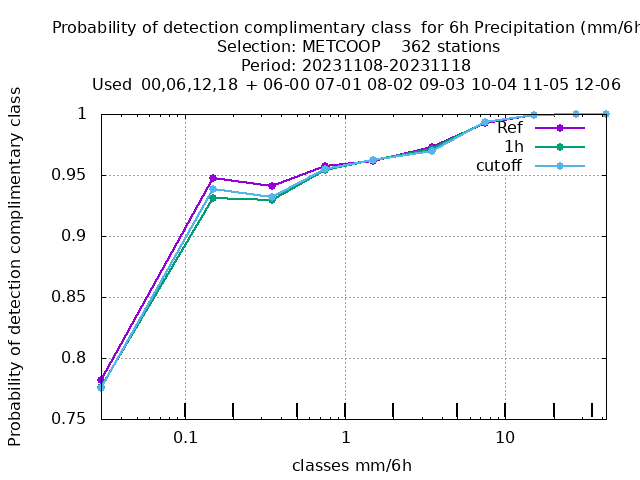 Probability of detection complimentary class  for 6h Precipitation (mm/6h
Selection: METCOOP    362 stations
Period: 20231108-20231118
Used  00,06,12,18  + 06-00 07-01 08-02 09-03  10-04 11-05 12-06
Probability of detection complimentary class
1
0.95
0.9
0.85
0.8
0.75
Ref
1h
cutoff
0.1
1
10
classes mm/6h